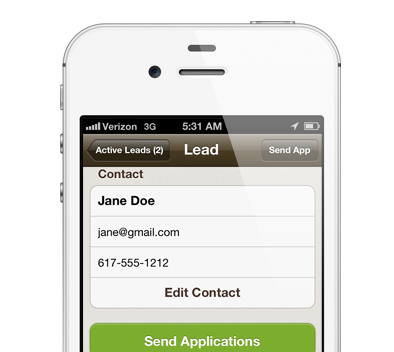 Verizon 3G 5:31 AM
Active Leads (2) Lead Send App
Contact
Jane Doe
jane@gmail.com
617-555-1212
Edit Contact
Send Applications